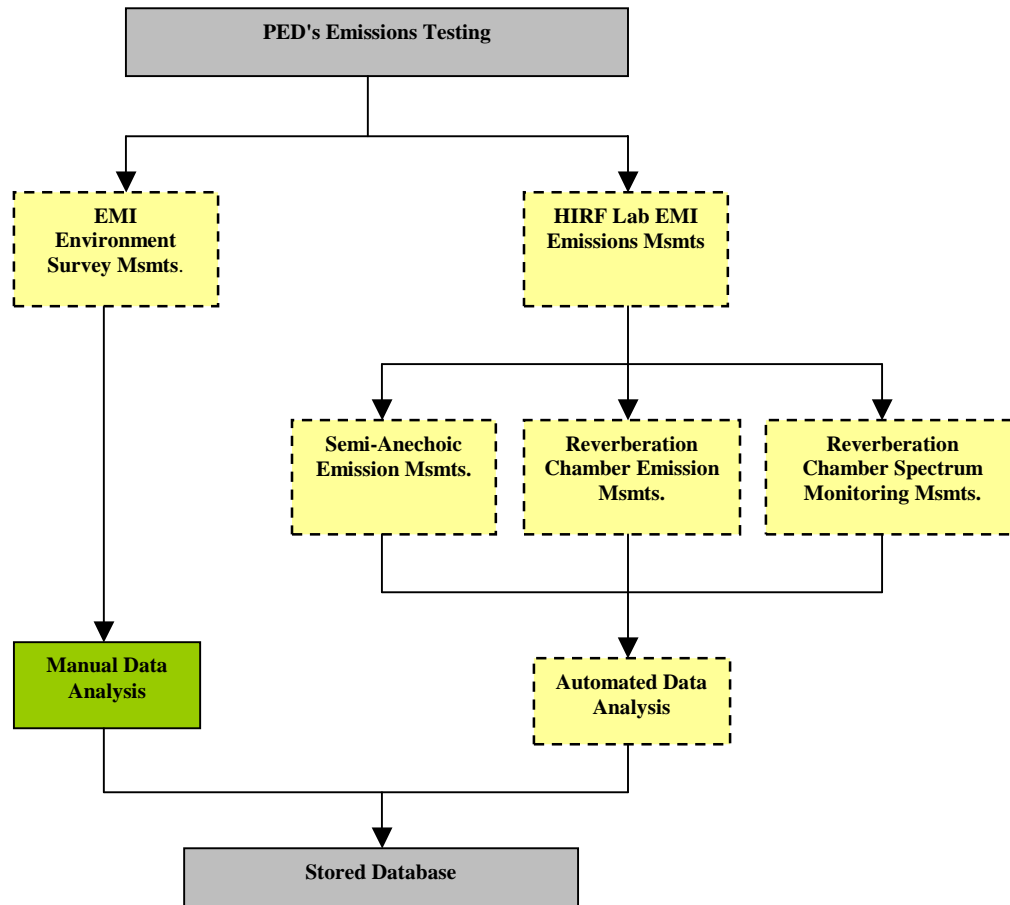 PED's Emissions Testing
EMI
Environment
Survey Msmts.
HIRF Lab EMI
Emissions Msmts
Semi-Anechoic
Emission Msmts.
Reverberation
Chamber Emission
Msmts.
Reverberation
Chamber Spectrum
Monitoring Msmts.
Manual Data
Analysis
Automated Data
Analysis
Stored Database